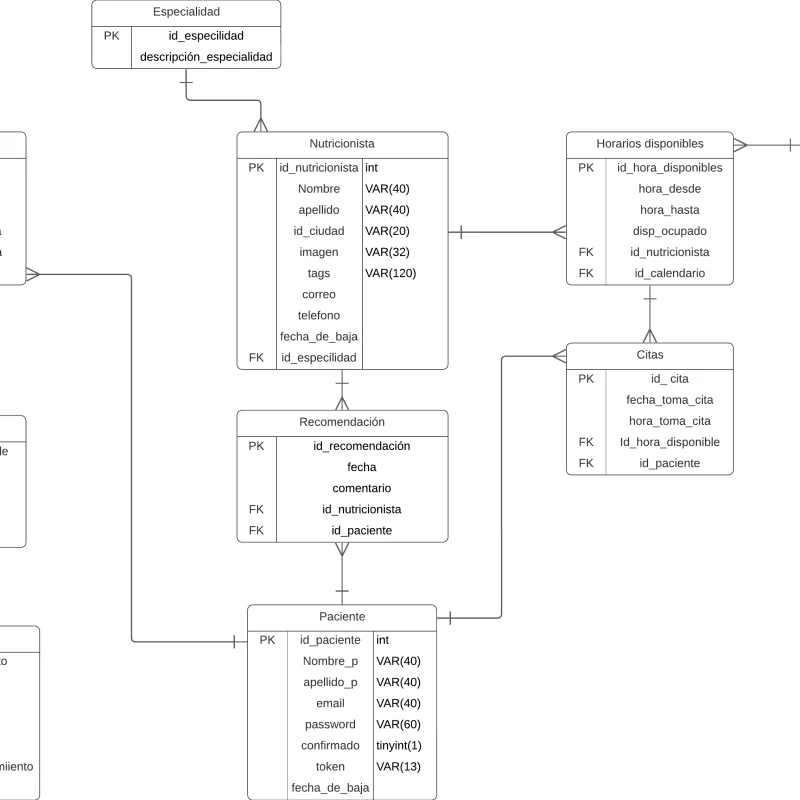 Especialidad
PK id_especilidad
descripción_especialidad
Nutricionista
PK id_nutricionista int
Nombre VAR(40)
apellido VAR(40)
id_ciudad VAR(20)
imagen VAR(32)
tags VAR(120)
correo
telefono
fecha_de_baja
FK id_especilidad
Horarios disponibles
PK id_hora_disponibles
hora_desde
hora_hasta
disp_ocupado
FK id_nutricionista
FK id_calendario
Citas
PK id_ cita
fecha_toma_cita
hora_toma_cita
FK Id_hora_disponible
FK id_paciente
Recomendación
PK id_recomendación
fecha
comentario
FK id_nutricionista
FK id_paciente
Paciente
PK id_paciente int
Nombre_p VAR(40)
apellido_p VAR(40)
email VAR(40)
password VAR(60)
confirmado tinyint(1)
token VAR(13)
fecha_de_baja